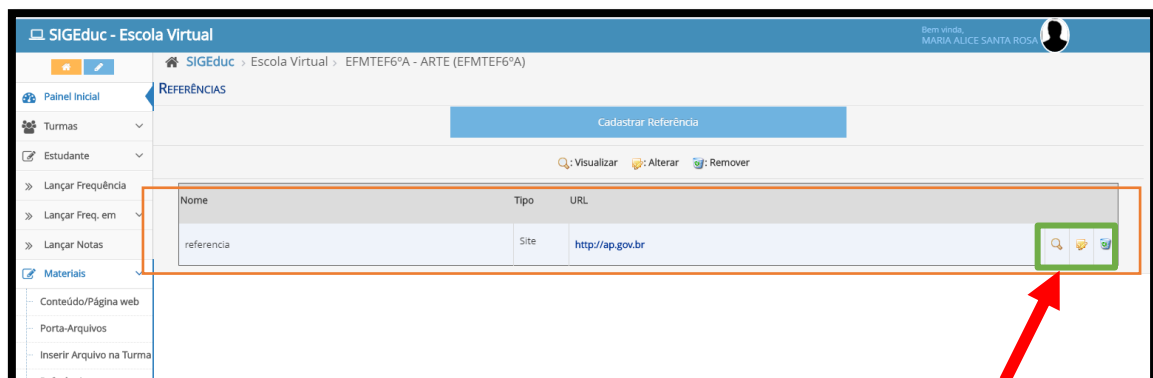 SIGEduc - Escola Virtual
Bem vinda,
MARIA ALICE SANTA ROSA
SIGEduc > Escola Virtual > EFMTEF6ºA - ARTE (EFMTEF6ºA)
REFERÊNCIAS
Painel Inicial
Turmas
Estudante
Lançar Frequência
Lançar Freq. em
Lançar Notas
Materiais
Conteúdo/Página web
Porta-Arquivos
Inserir Arquivo na Turma
Cadastrar Referência
: Visualizar : Alterar : Remover
Nome Tipo URL
referencia Site http://ap.gov.br